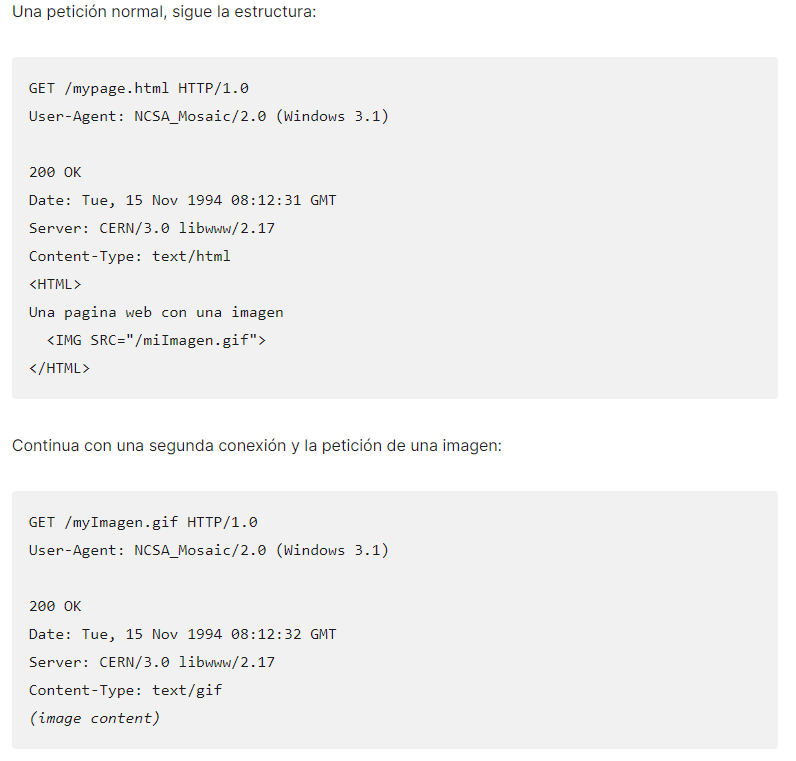 Una petición normal, sigue la estructura:
GET /mypage.html HTTP/1.0
User-Agent: NCSA_Mosaic/2.0 (Windows 3.1)
200 OK
Date: Tue, 15 Nov 1994 08:12:31 GMT
Server: CERN/3.0 libwww/2.17
Content-Type: text/html
<HTML>
Una pagina web con una imagen
  <IMG SRC="/miImagen.gif">
</HTML>
Continua con una segunda conexión y la petición de una imagen:
GET /myImagen.gif HTTP/1.0
User-Agent: NCSA_Mosaic/2.0 (Windows 3.1)
200 OK
Date: Tue, 15 Nov 1994 08:12:32 GMT
Server: CERN/3.0 libwww/2.17
Content-Type: text/gif
(image content)